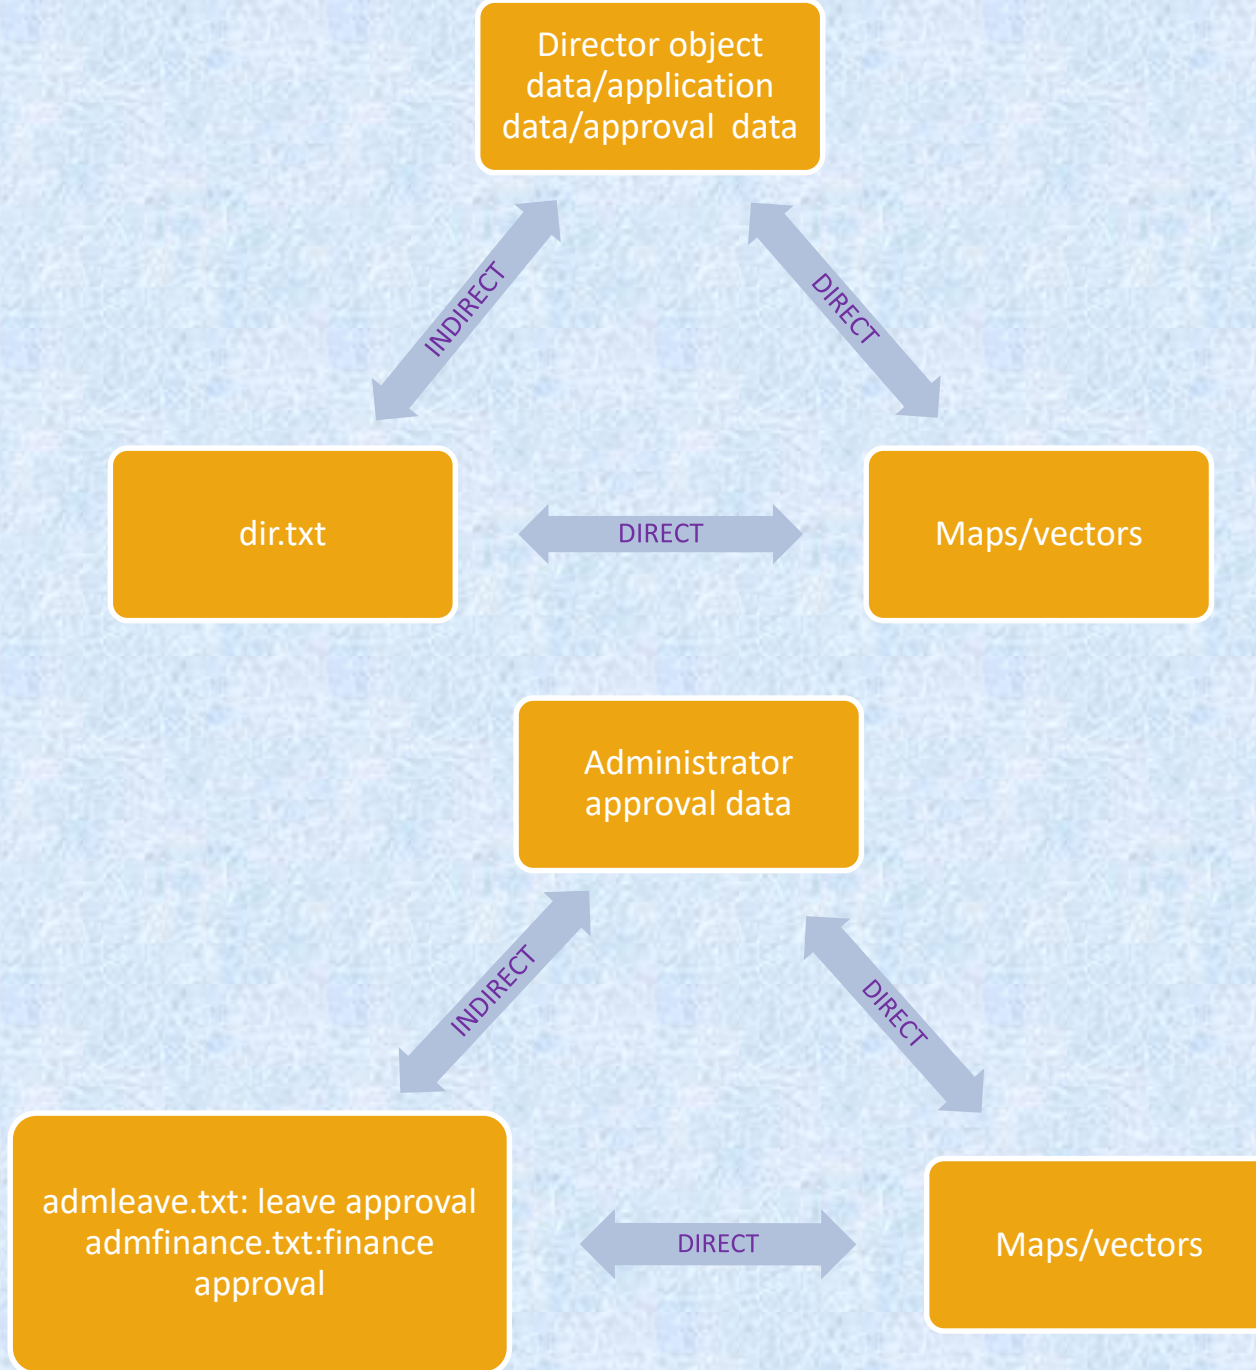 Director object
data/application
data/approval  data
INDIRECT
DIRECT
dir.txt
DIRECT
Maps/vectors
Administrator
approval data
INDIRECT
DIRECT
admleave.txt: leave approval
admfinance.txt:finance
approval
DIRECT
Maps/vectors